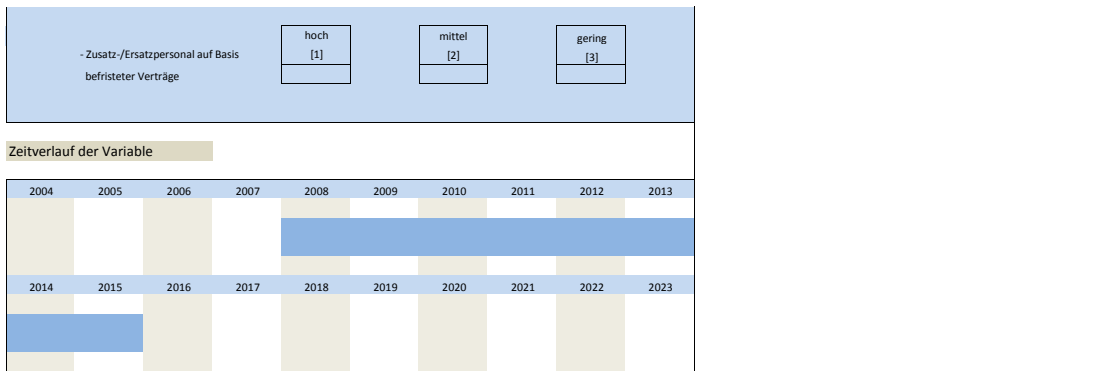 hoch mittel gering
[1] [2] [3]
- Zusatz-/Ersatzpersonal auf Basis
befristeter Verträge
Zeitverlauf der Variable
2004 2005 2006 2007 2008 2009 2010 2011 2012 2013
2014 2015 2016 2017 2018 2019 2020 2021 2022 2023